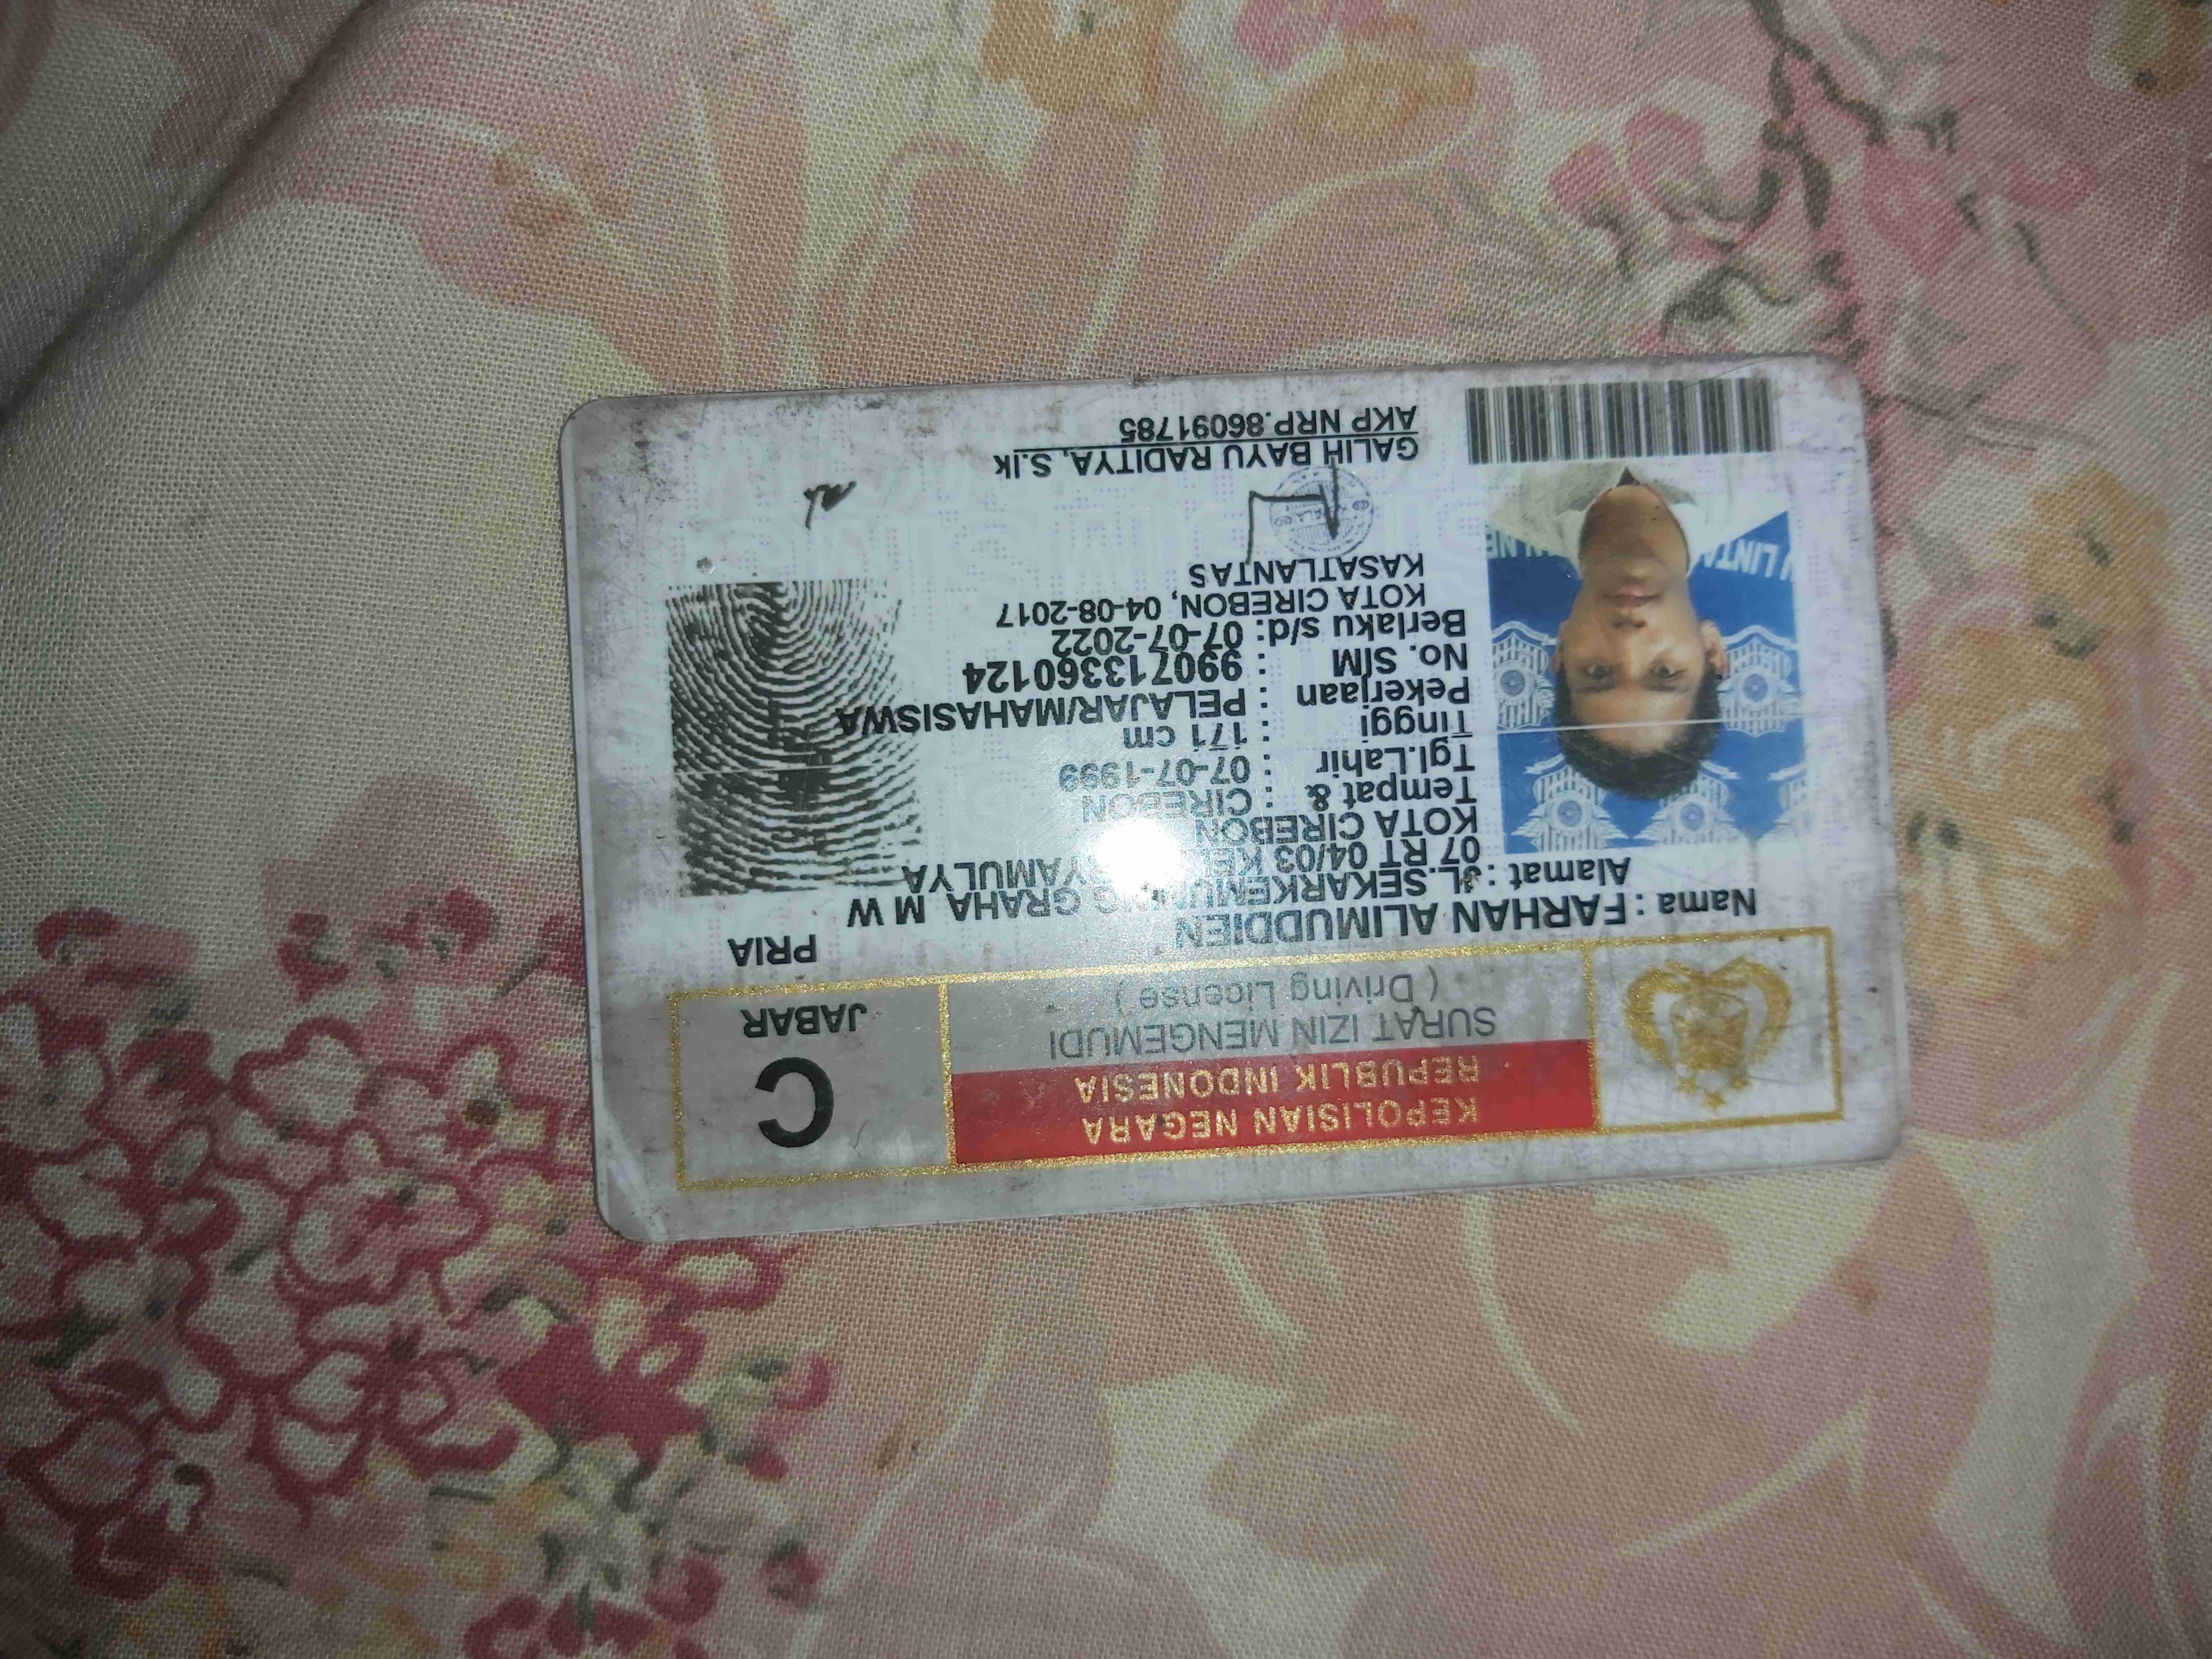 KEPOLISIAN NEGARA
REPUBLIK INDONESIA
SURAT IZIN MENGEMUDI
( Driving License )
C
JABAR
PRIA
Nama : FARHAN ALIMUDDIEN
Alamat : JL.SEKARKEMUNING GRAHA M W
07 RT 04/03 KEL YAMULYA
KOTA CIREBON
Tempat & : CIREBON
Tgl.Lahir : 07-07-1999
Tinggi : 171 cm
Pekerjaan : PELAJAR/MAHASISWA
No. SIM : 990713360124
Berlaku s/d: 07-07-2022
KOTA CIREBON, 04-08-2017
KASATLANTAS
GALIH BAYU RADITYA, S.Ik
AKP NRP.86091785